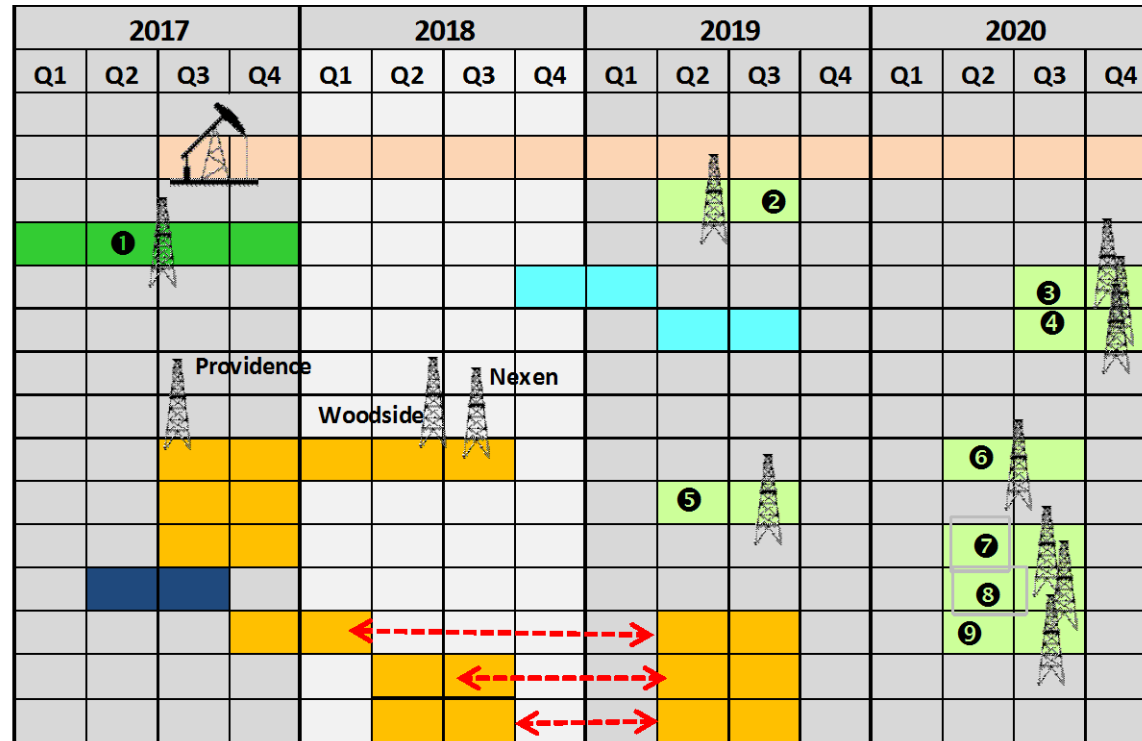 2017 2018 2019 2020
Q1 Q2 Q3 Q4 Q1 Q2 Q3 Q4 Q1 Q2 Q3 Q4 Q1 Q2 Q3 Q4
❷
❶
❸
❹
Providence
Nexen
Woodside
❻
❺
❼
❽
❾